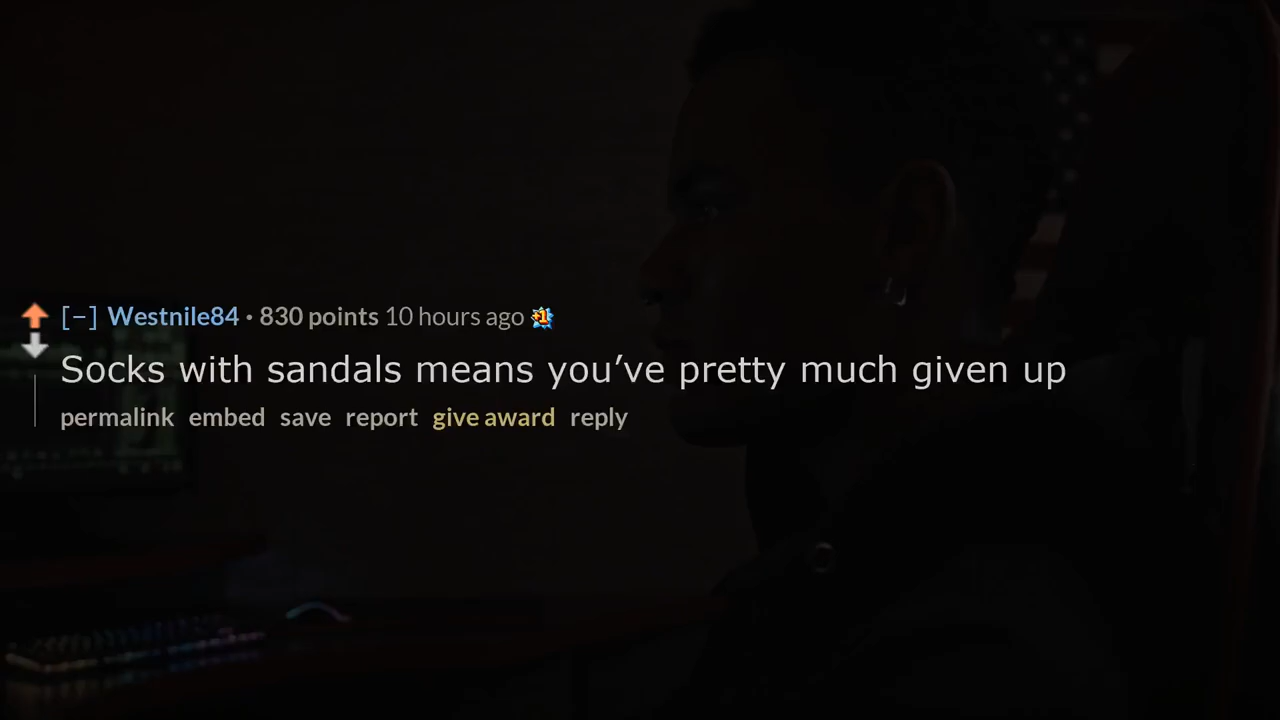 [–] Westnile84 • 830 points 10 hours ago +1
Socks with sandals means you’ve pretty much given up
permalink embed save report give award reply